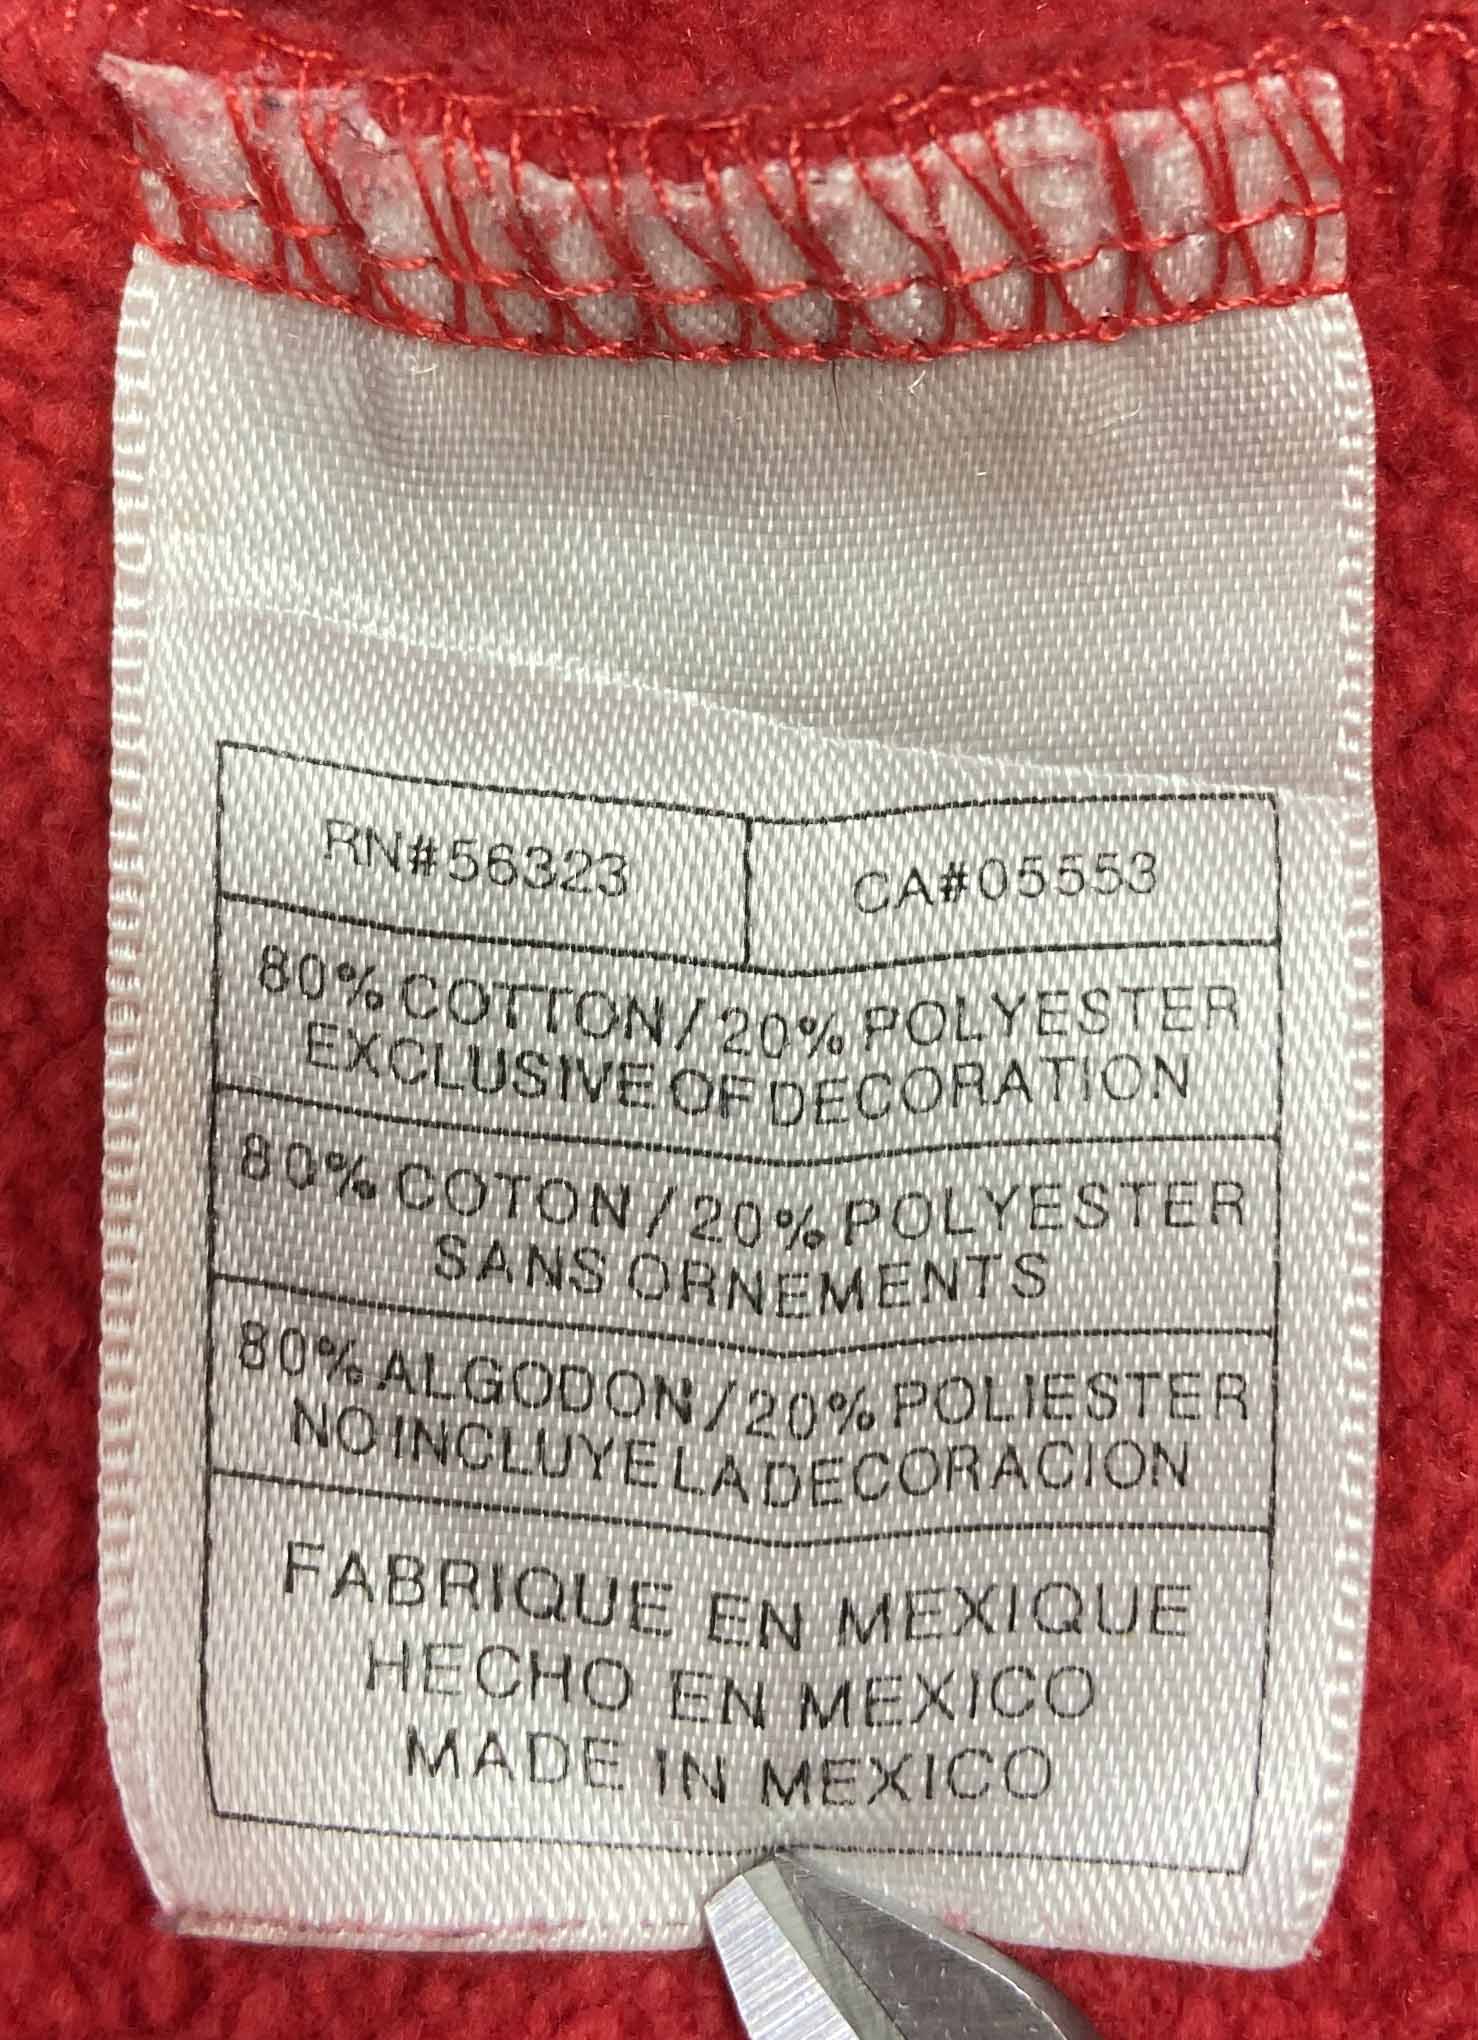 RN#56323 CA#05553
80% COTTON/20% POLYESTER
EXCLUSIVE OF DECORATION
80% COTON/20% POLYESTER
SANS ORNEMENTS
80% ALGODON/20% POLIESTER
NO INCLUYE LA DECORACION
FABRIQUE EN MEXIQUE
HECHO EN MEXICO
MADE IN MEXICO